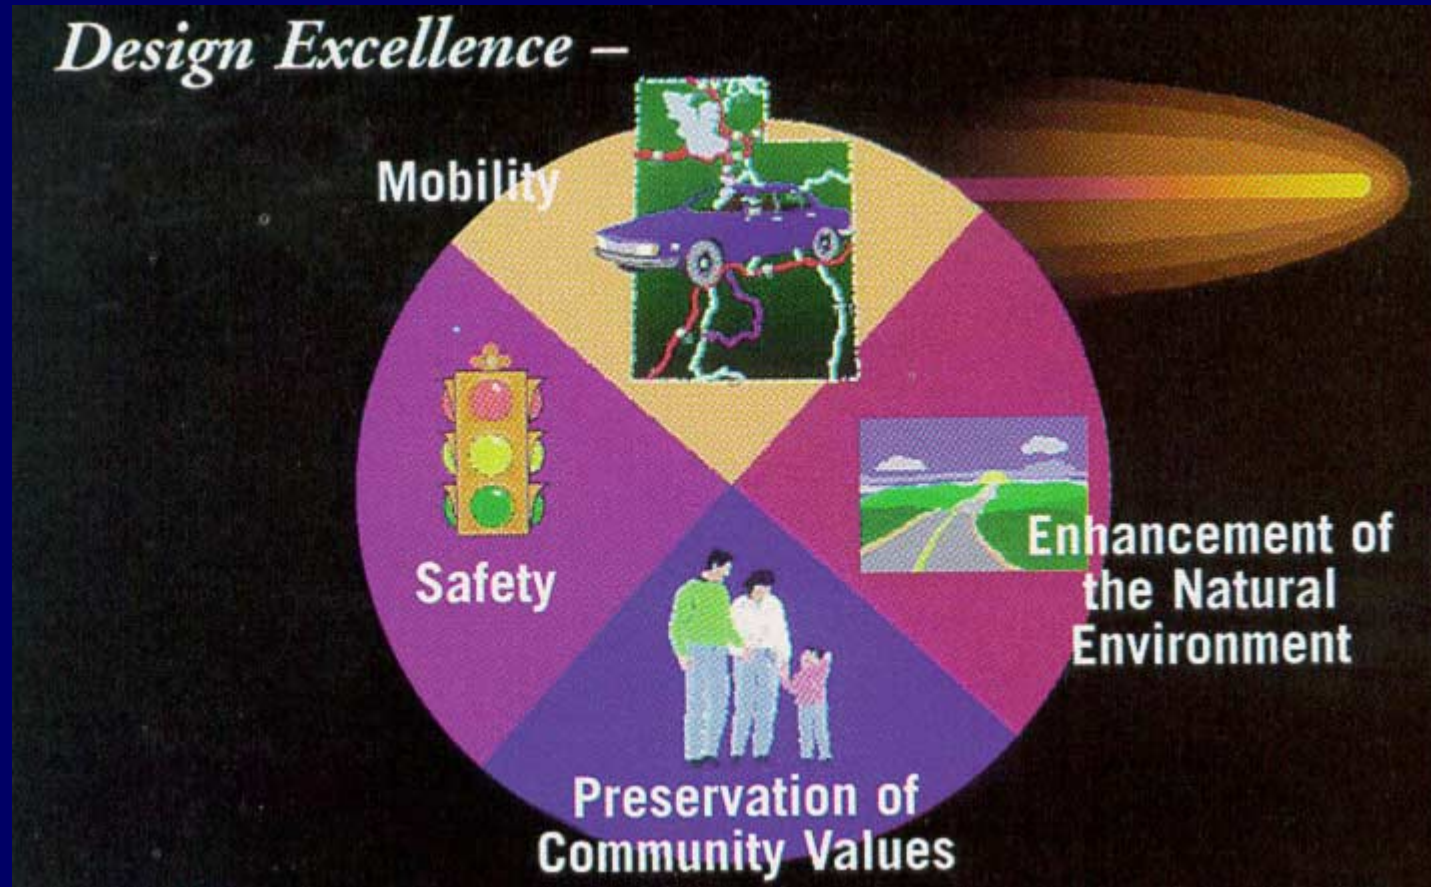 Design Excellence –
Mobility
Safety
Enhancement of
the Natural
Environment
Preservation of
Community Values